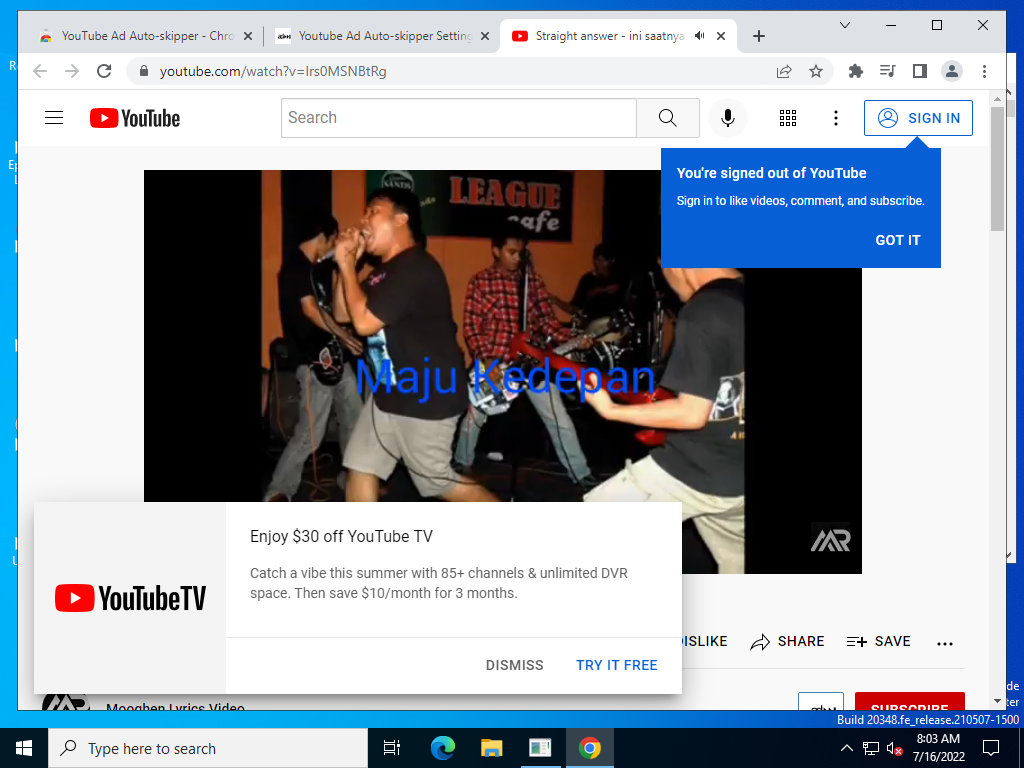 YouTube Ad Auto-skipper - Chro
Youtube Ad Auto-skipper Setting
Straight answer - ini saatnya
youtube.com/watch?v=Irs0MSNBtRg
YouTube
Search
SIGN IN
You're signed out of YouTube
Sign in to like videos, comment, and subscribe.
GOT IT
LEAGUE
cafe
Maju Kedepan
MR
Enjoy $30 off YouTube TV
Catch a vibe this summer with 85+ channels & unlimited DVR
space. Then save $10/month for 3 months.
YouTubeTV
DISMISS
TRY IT FREE
ISLIKE
SHARE
SAVE
Mooghen Lyrics Video
SUBSCRIBE
Build 20348.fe_release.210507-1500
Type here to search
8:03 AM
7/16/2022